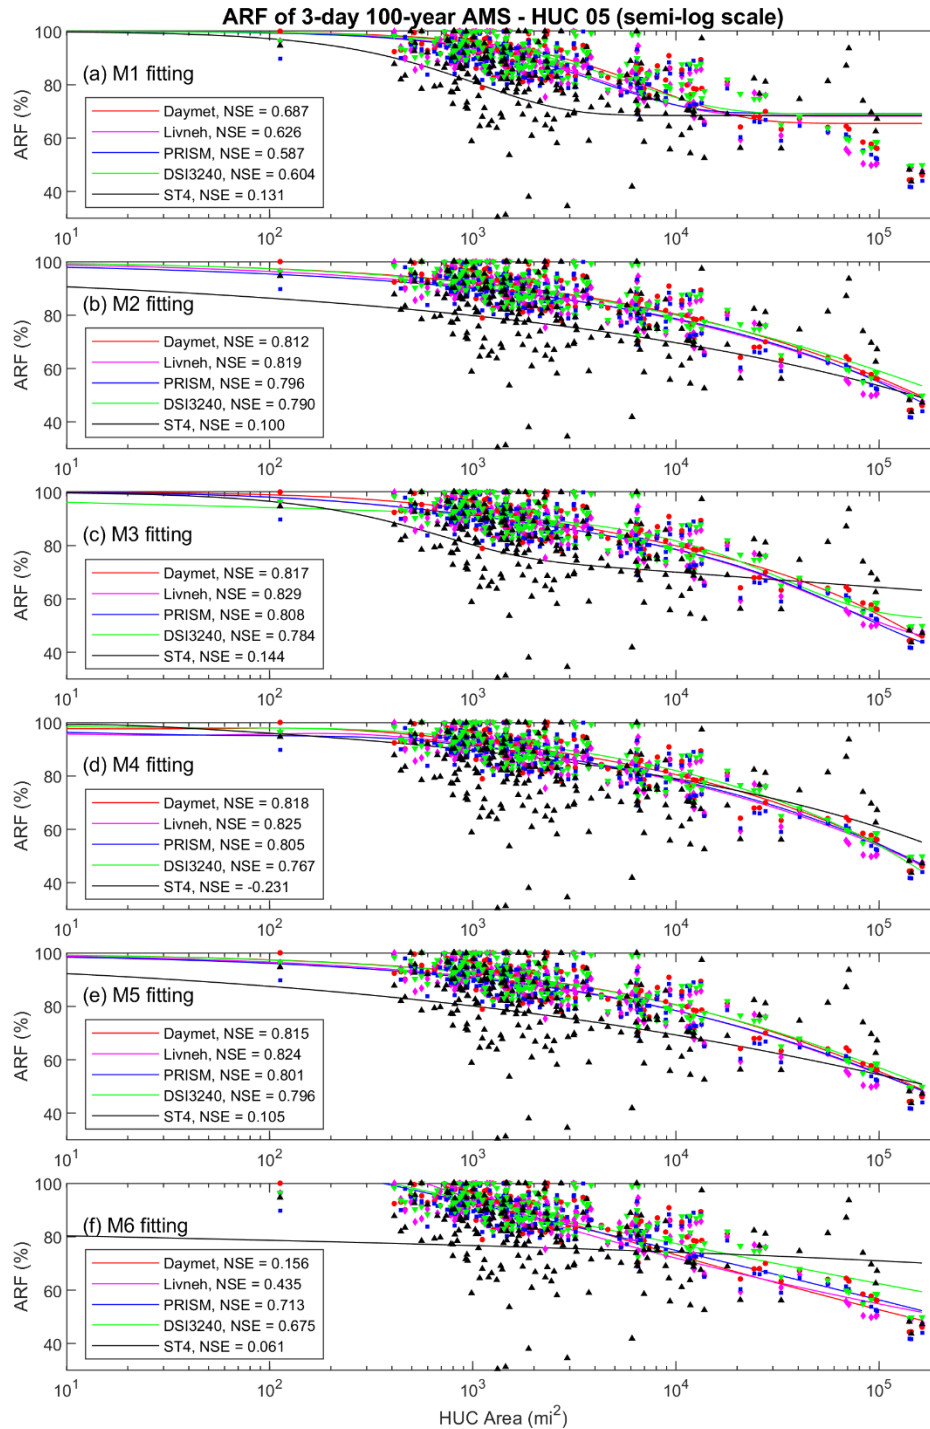 ARF of 3-day 100-year AMS - HUC 05 (semi-log scale)
100
80
60
40
ARF (%)
(a) M1 fitting
Daymet, NSE = 0.687
Livneh, NSE = 0.626
PRISM, NSE = 0.587
DSI3240, NSE = 0.604
ST4, NSE = 0.131
10^1 10^2 10^3 10^4 10^5
100
80
60
40
ARF (%)
(b) M2 fitting
Daymet, NSE = 0.812
Livneh, NSE = 0.819
PRISM, NSE = 0.796
DSI3240, NSE = 0.790
ST4, NSE = 0.100
10^1 10^2 10^3 10^4 10^5
100
80
60
40
ARF (%)
(c) M3 fitting
Daymet, NSE = 0.817
Livneh, NSE = 0.829
PRISM, NSE = 0.808
DSI3240, NSE = 0.784
ST4, NSE = 0.144
10^1 10^2 10^3 10^4 10^5
100
80
60
40
ARF (%)
(d) M4 fitting
Daymet, NSE = 0.818
Livneh, NSE = 0.825
PRISM, NSE = 0.805
DSI3240, NSE = 0.767
ST4, NSE = -0.231
10^1 10^2 10^3 10^4 10^5
100
80
60
40
ARF (%)
(e) M5 fitting
Daymet, NSE = 0.815
Livneh, NSE = 0.824
PRISM, NSE = 0.801
DSI3240, NSE = 0.796
ST4, NSE = 0.105
10^1 10^2 10^3 10^4 10^5
100
80
60
40
ARF (%)
(f) M6 fitting
Daymet, NSE = 0.156
Livneh, NSE = 0.435
PRISM, NSE = 0.713
DSI3240, NSE = 0.675
ST4, NSE = 0.061
10^1 10^2 10^3 10^4 10^5
HUC Area (mi^2)